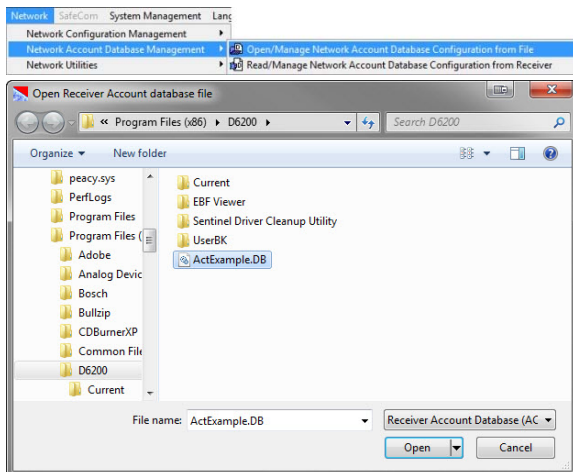 Network SafeCom System Management Lang
Network Configuration Management
Network Account Database Management Open/Manage Network Account Database Configuration from File
Network Utilities Read/Manage Network Account Database Configuration from Receiver
Open Receiver Account database file
« Program Files (x86) D6200 Search D6200
Organize New folder
peacy.sys
PerfLogs
Program Files
Program Files (
Adobe
Analog Devic
Bosch
Bullzip
CDBurnerXP
Common File
D6200
Current
Current
EBF Viewer
Sentinel Driver Cleanup Utility
UserBK
ActExample.DB
File name: ActExample.DB Receiver Account Database (AC
Open Cancel